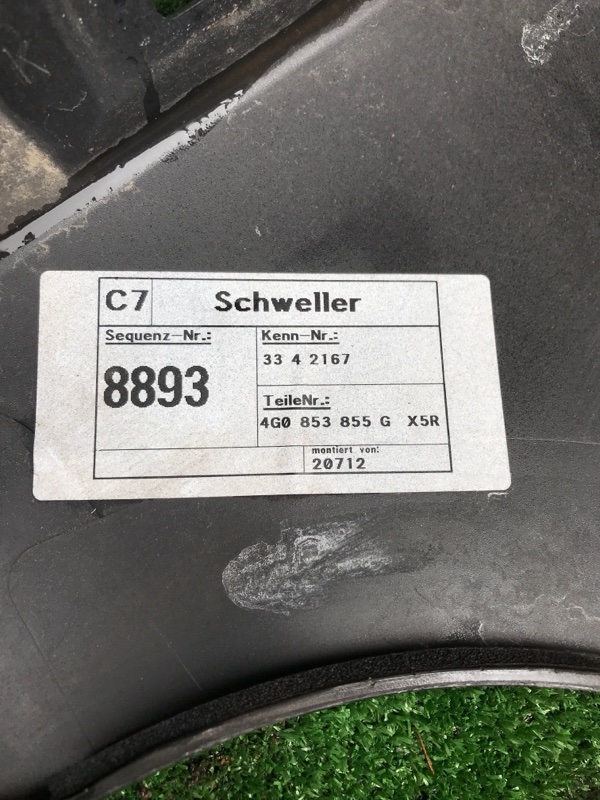 C7 Schweller
Sequenz-Nr.: Kenn-Nr.:
33 4 2167
8893
TeileNr.:
4G0 853 855 G X5R
montiert von:
20712